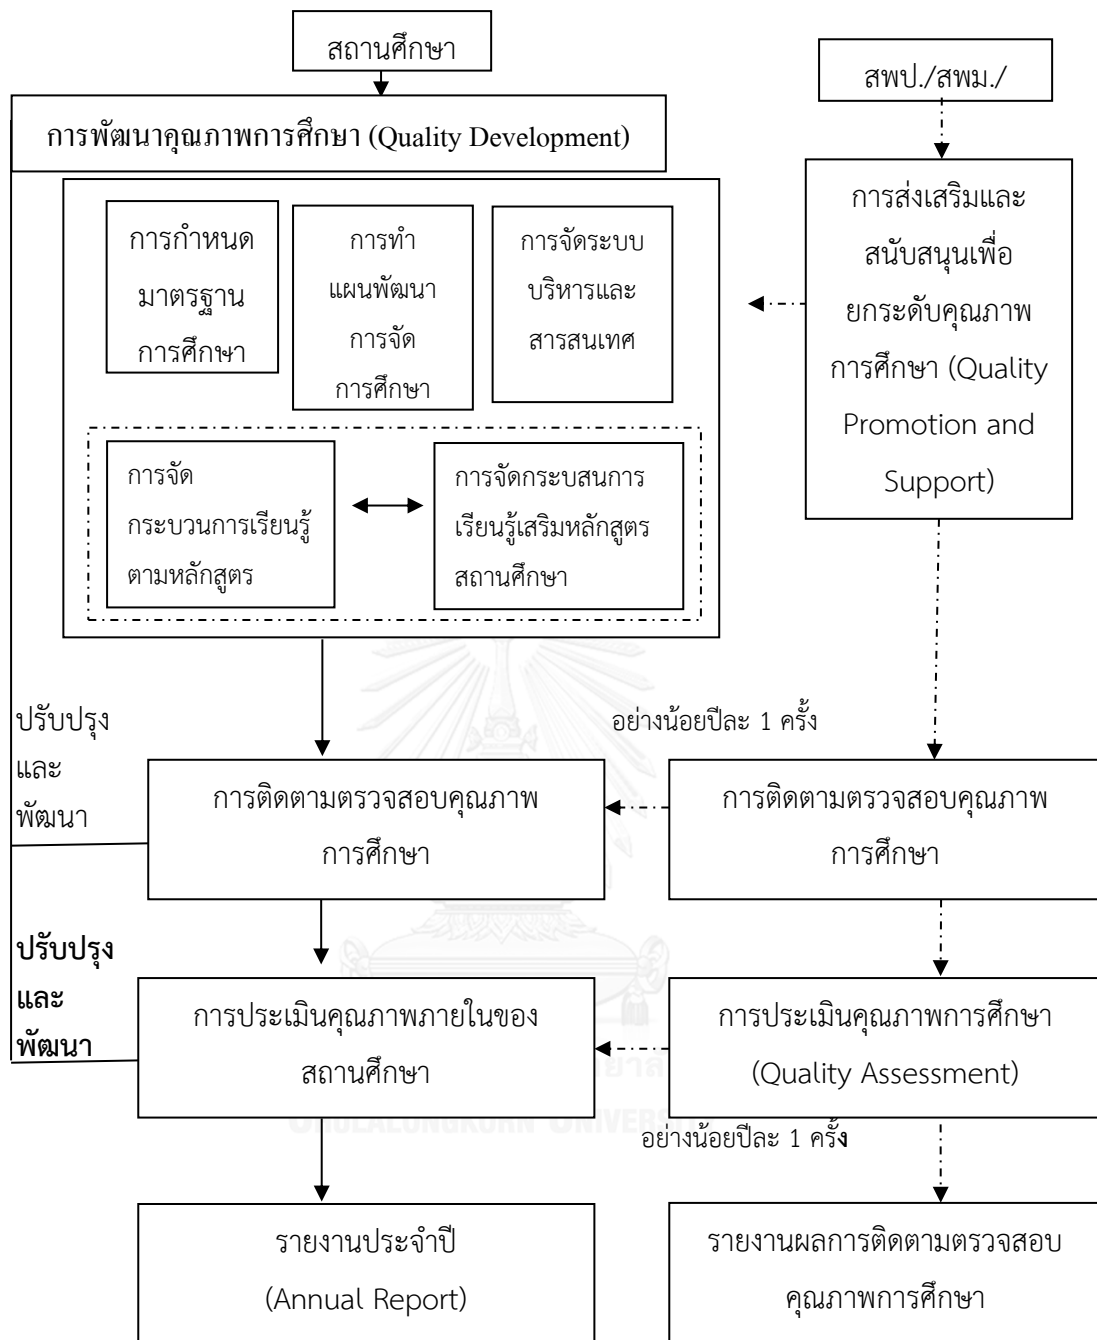 สถานศึกษา
สพป./สพม./
การพัฒนาคุณภาพการศึกษา (Quality Development)
การกำหนด
มาตรฐาน
การศึกษา
การทำ
แผนพัฒนา
การจัด
การศึกษา
การจัดระบบ
บริหารและ
สารสนเทศ
การส่งเสริมและ
สนับสนุนเพื่อ
ยกระดับคุณภาพ
การศึกษา (Quality
Promotion and
Support)
การจัด
กระบวนการเรียนรู้
ตามหลักสูตร
การจัดกระบสนการ
เรียนรู้เสริมหลักสูตร
สถานศึกษา
ปรับปรุง
และ
พัฒนา
อย่างน้อยปีละ 1 ครั้ง
การติดตามตรวจสอบคุณภาพ
การศึกษา
การติดตามตรวจสอบคุณภาพ
การศึกษา
ปรับปรุง
และ
พัฒนา
การประเมินคุณภาพภายในของ
สถานศึกษา
การประเมินคุณภาพการศึกษา
(Quality Assessment)
CHULALONGKORN UNIVERSITY
อย่างน้อยปีละ 1 ครั้ง
รายงานประจำปี
(Annual Report)
รายงานผลการติดตามตรวจสอบ
คุณภาพการศึกษา